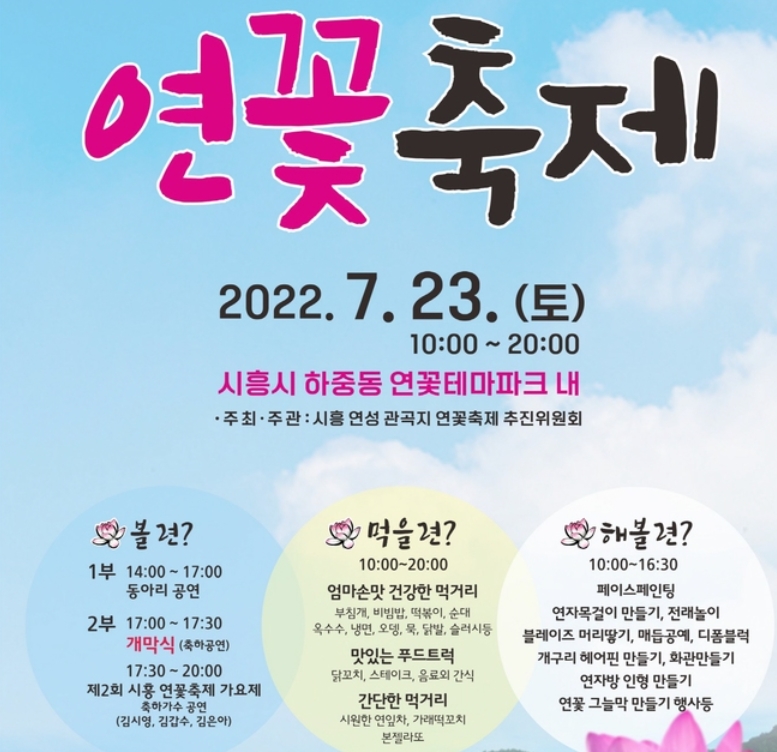 연꽃축제
2022. 7. 23. (토)
10:00 ~ 20:00
시흥시 하중동 연꽃테마파크 내
· 주최 · 주관 : 시흥 연성 관곡지 연꽃축제 추진위원회
볼련?
1부 14:00 ~ 17:00
동아리 공연
2부 17:00 ~ 17:30
개막식 (축하공연)
17:30 ~ 20:00
제2회 시흥 연꽃축제 가요제
축하가수 공연
(김시영, 김갑수, 김은아)
먹을련?
10:00~20:00
엄마손맛 건강한 먹거리
부침개, 비빔밥, 떡볶이, 순대
옥수수, 냉면, 오뎅, 묵, 닭발, 슬러시등
맛있는 푸드트럭
닭꼬치, 스테이크, 음료외 간식
간단한 먹거리
시원한 연잎차, 가래떡꼬치
본젤라또
해볼련?
10:00~16:30
페이스페인팅
연자목걸이 만들기, 전래놀이
블레이즈 머리땋기, 매듭공예, 디폼블럭
개구리 헤어핀 만들기, 화관만들기
연자방 인형 만들기
연꽃 그늘막 만들기 행사등